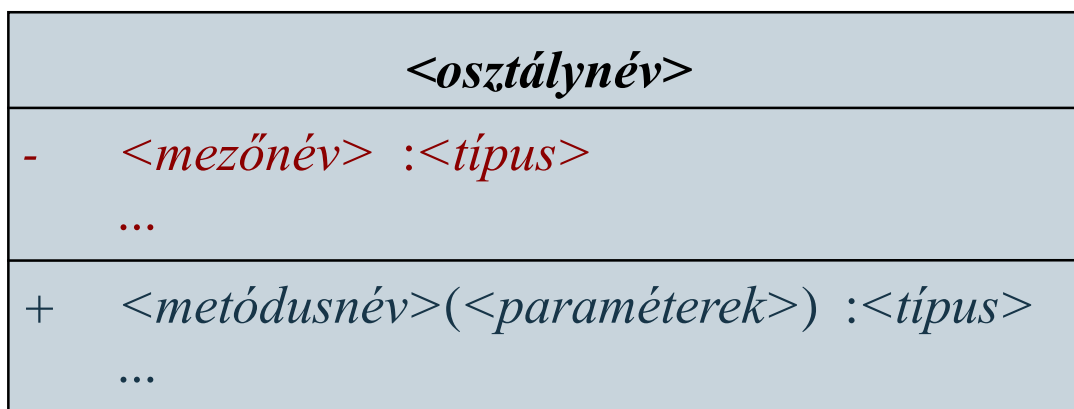 <osztálynév>
- <mezőnév> :<típus>
...
+ <metódusnév>(<paraméterek>) :<típus>
...